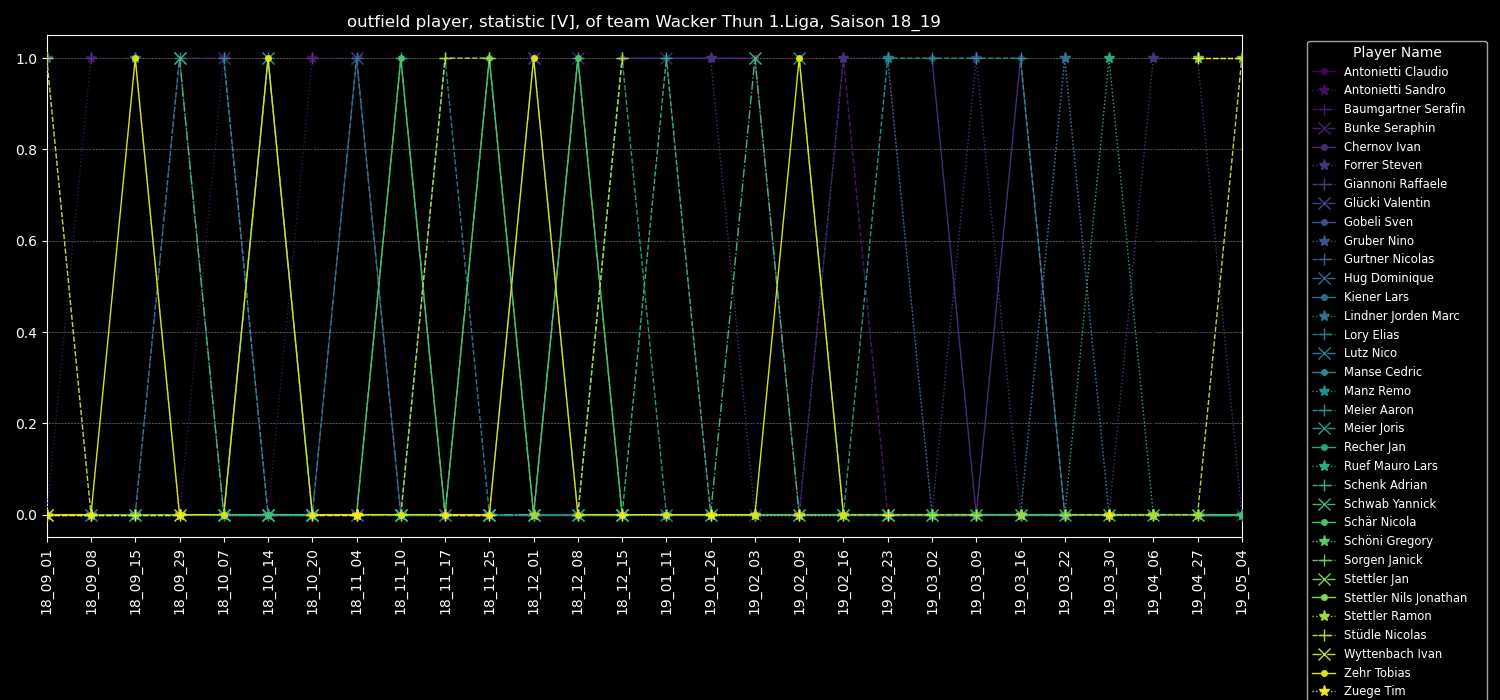 outfield player, statistic [V], of team Wacker Thun 1.Liga, Saison 18_19
1.0
0.8
0.6
0.4
0.2
0.0
18_09_01
18_09_08
18_09_15
18_09_29
18_10_07
18_10_14
18_10_20
18_11_04
18_11_10
18_11_17
18_11_25
18_12_01
18_12_08
18_12_15
19_01_11
19_01_26
19_02_03
19_02_09
19_02_16
19_02_23
19_03_02
19_03_09
19_03_16
19_03_22
19_03_30
19_04_06
19_04_27
19_05_04
Player Name
Antonietti Claudio
Antonietti Sandro
Baumgartner Serafin
Bunke Seraphin
Chernov Ivan
Forrer Steven
Giannoni Raffaele
Glücki Valentin
Gobeli Sven
Gruber Nino
Gurtner Nicolas
Hug Dominique
Kiener Lars
Lindner Jorden Marc
Lory Elias
Lutz Nico
Manse Cedric
Manz Remo
Meier Aaron
Meier Joris
Recher Jan
Ruef Mauro Lars
Schenk Adrian
Schwab Yannick
Schär Nicola
Schöni Gregory
Sorgen Janick
Stettler Jan
Stettler Nils Jonathan
Stettler Ramon
Stüdle Nicolas
Wyttenbach Ivan
Zehr Tobias
Zuege Tim